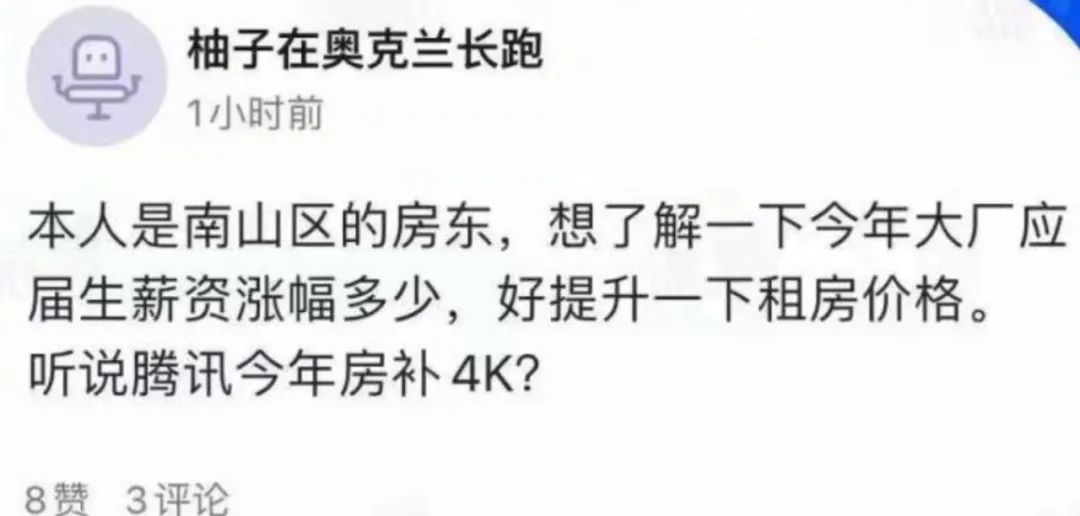 柚子在奥克兰长跑
1小时前
本人是南山区的房东，想了解一下今年大厂应
届生薪资涨幅多少，好提升一下租房价格。
听说腾讯今年房补4K?
8赞 3评论